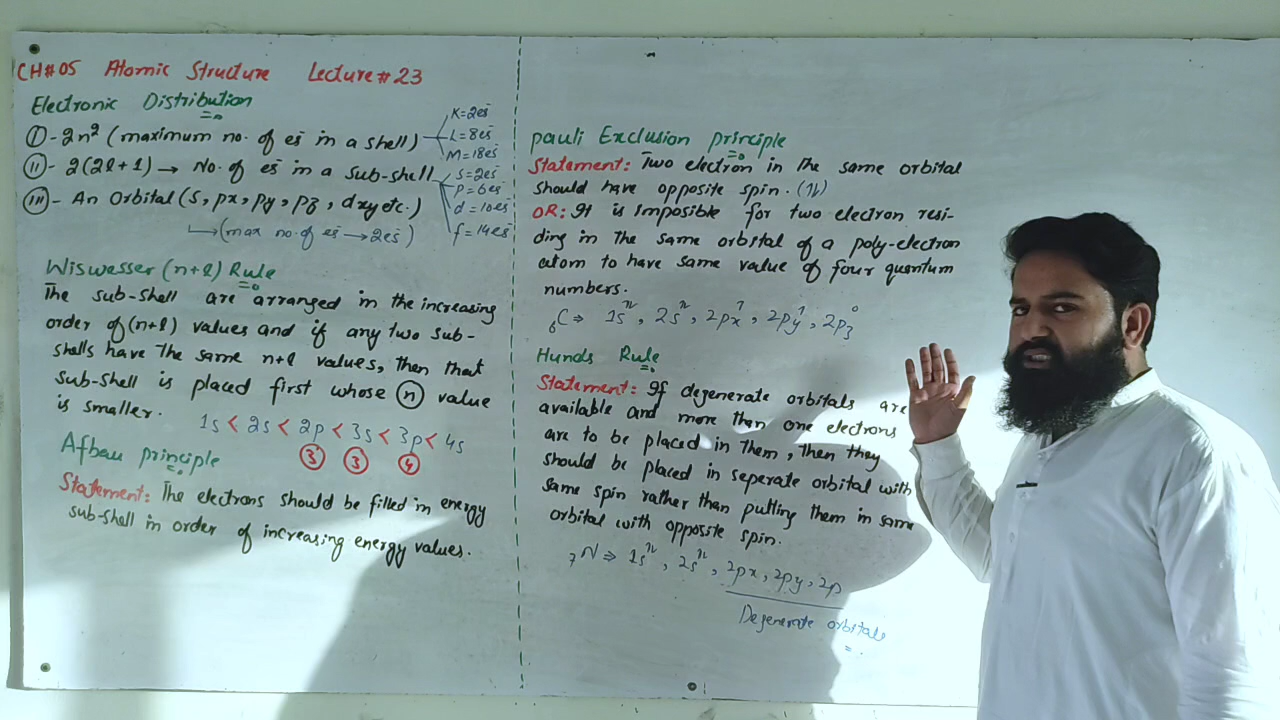 CH#05 Atomic Structure Lecture#23
Electronic Distribution
I - 2n² (maximum no. of es̄ in a shell)
K=2es̄
L=8es̄
M=18es̄
II - 2(2l+1) → No. of es̄ in a sub-shell
s=2es̄
p=6es̄
d=10es̄
f=14es̄
III - An Orbital (s, px, py, pz, dxy etc.)
↳ (max no. of es̄ → 2es̄)
Wiswesser (n+l) Rule
The sub-shell are arranged in the increasing
order of (n+l) values and if any two sub-
shells have the same n+l values, then that
sub-shell is placed first whose (n) value
is smaller.
1s < 2s < 2p < 3s < 3p < 4s
3 3 4
Afbau principle
Statement: The electrons should be filled in energy
sub-shell in order of increasing energy values.
pauli Exclusion principle
Statement: Two electron in the same orbital
should have opposite spin. (⥮)
OR: It is imposible for two electron resi-
ding in the same orbital of a poly-electron
atom to have same value of four quantum
numbers.
₆C ⇒ 1s^⥮, 2s^⥮, 2px^↑, 2py^↑, 2pz^0
Hunds Rule
Statement: If degenerate orbitals are
available and more than one electrons
are to be placed in them, then they
should be placed in seperate orbital with
same spin rather than putting them in same
orbital with opposite spin.
₇N ⇒ 1s^⥮, 2s^⥮, 2px, 2py, 2p
Degenerate orbitals